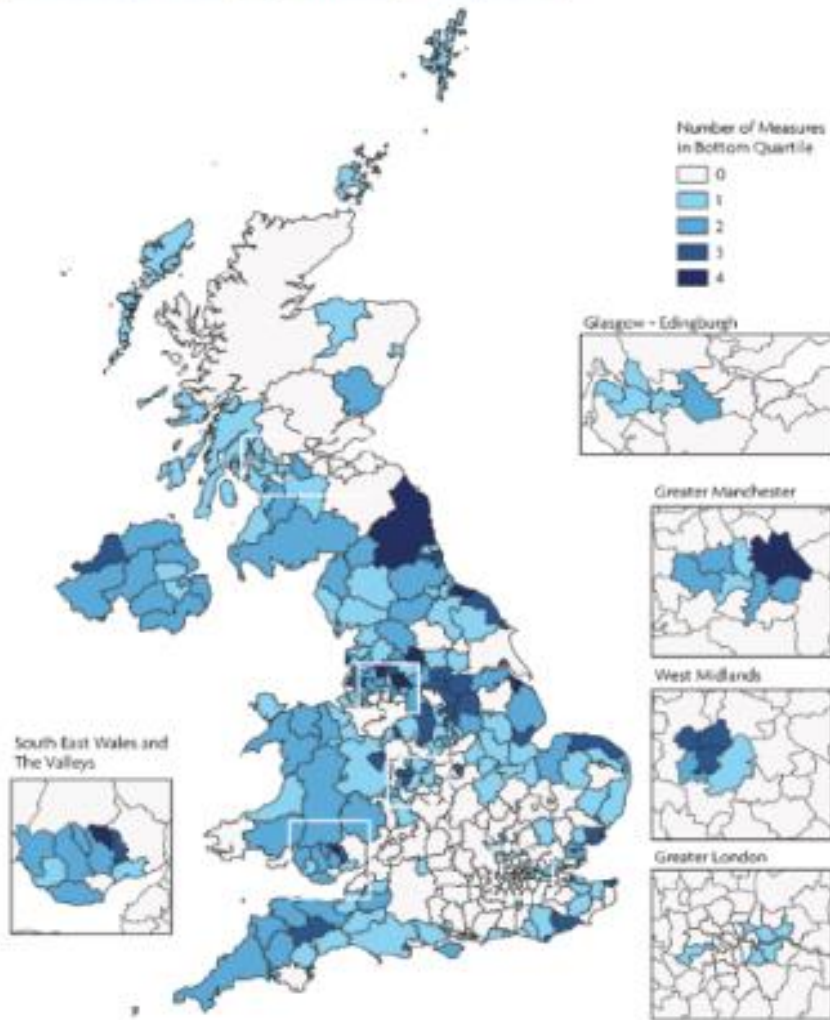 Number of Measures
in Bottom Quartile
0
1
2
3
4
Glasgow - Edingburgh
Greater Manchester
West Midlands
South East Wales and
The Valleys
Greater London